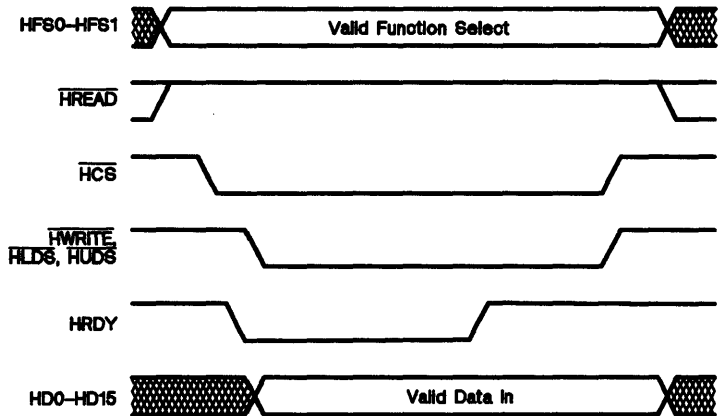 HFS0–HFS1 Valid Function Select
HREAD
HCS
HWRITE,
HLDS, HUDS
HRDY
HD0–HD15 Valid Data In